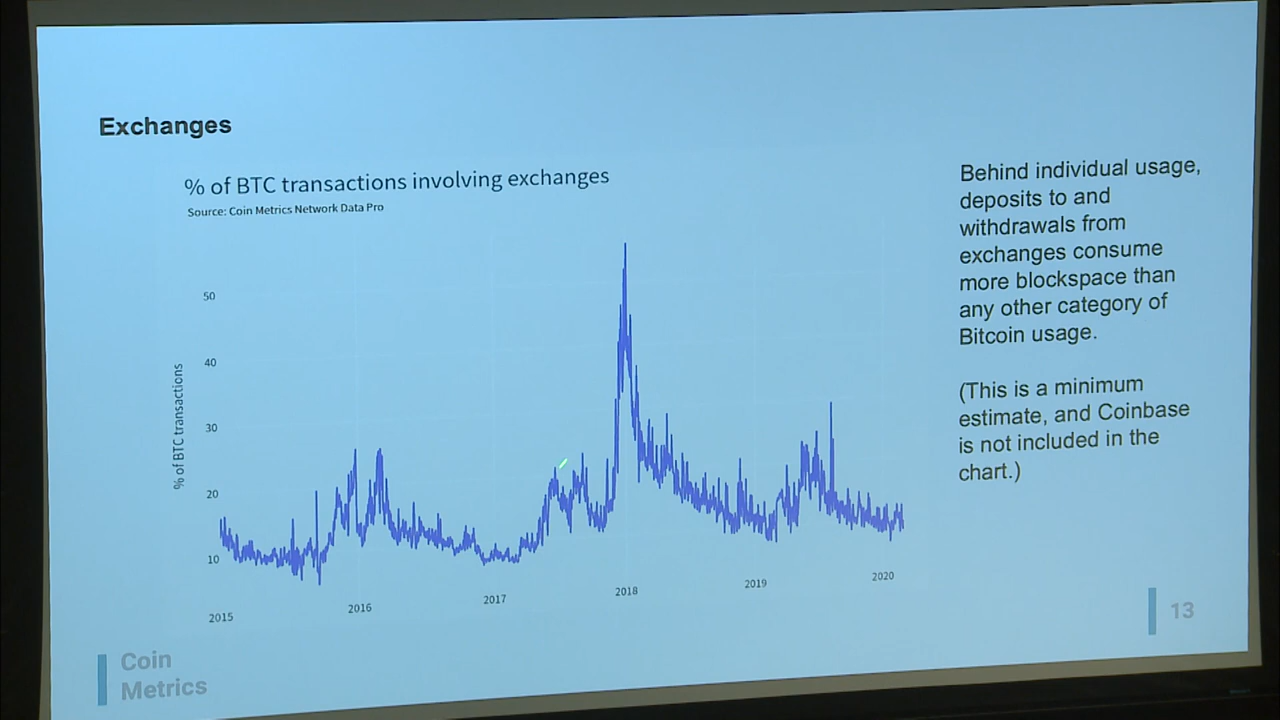 Exchanges
% of BTC transactions involving exchanges
Source: Coin Metrics Network Data Pro
% of BTC transactions
50
40
30
20
10
2015
2016
2017
2018
2019
2020
Behind individual usage,
deposits to and
withdrawals from
exchanges consume
more blockspace than
any other category of
Bitcoin usage.
(This is a minimum
estimate, and Coinbase
is not included in the
chart.)
13
Coin
Metrics